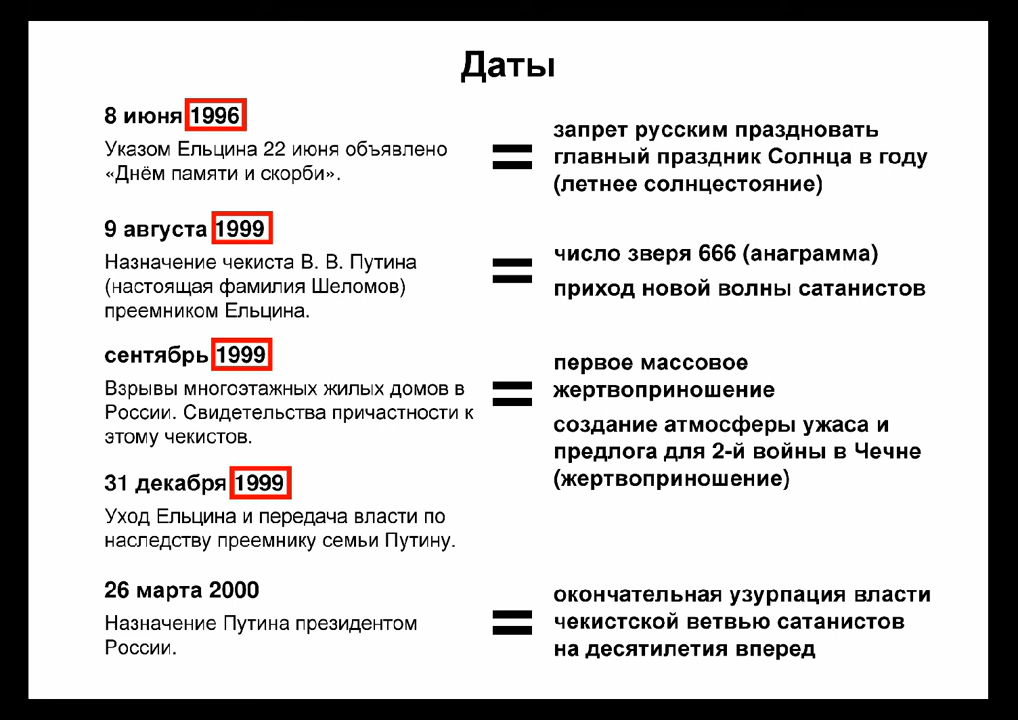 Даты
8 июня 1996
Указом Ельцина 22 июня объявлено
«Днём памяти и скорби».
=
запрет русским праздновать
главный праздник Солнца в году
(летнее солнцестояние)
9 августа 1999
Назначение чекиста В. В. Путина
(настоящая фамилия Шеломов)
преемником Ельцина.
=
число зверя 666 (анаграмма)
приход новой волны сатанистов
сентябрь 1999
Взрывы многоэтажных жилых домов в
России. Свидетельства причастности к
этому чекистов.
=
первое массовое
жертвоприношение
создание атмосферы ужаса и
предлога для 2-й войны в Чечне
(жертвоприношение)
31 декабря 1999
Уход Ельцина и передача власти по
наследству преемнику семьи Путину.
26 марта 2000
Назначение Путина президентом
России.
=
окончательная узурпация власти
чекистской ветвью сатанистов
на десятилетия вперед